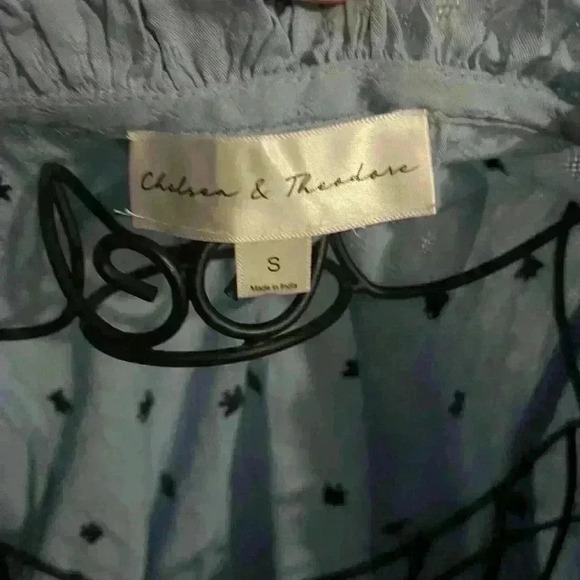 Chelsea & Theodore
S
Made in India